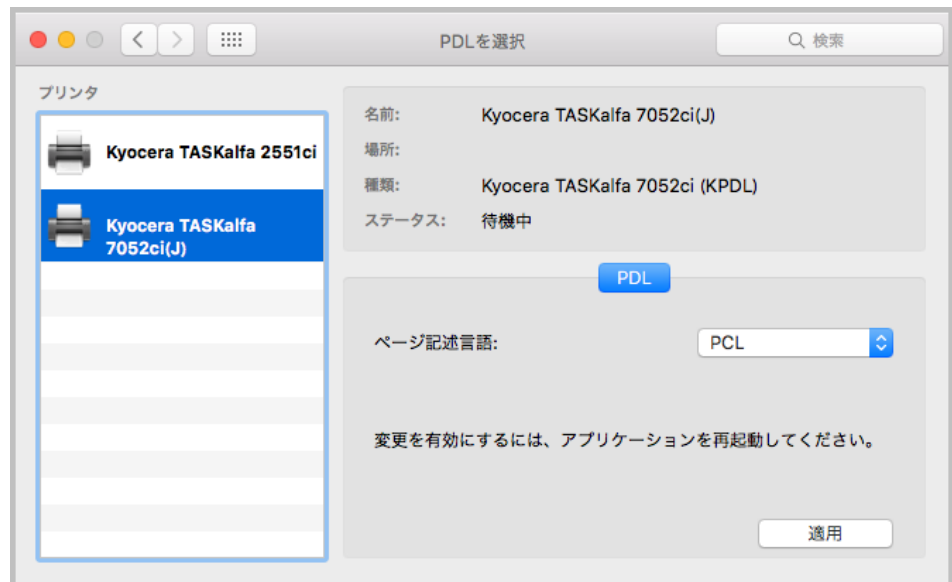 PDLを選択
検索
プリンタ
Kyocera TASKalfa 2551ci
Kyocera TASKalfa
7052ci(J)
名前: Kyocera TASKalfa 7052ci(J)
場所:
種類: Kyocera TASKalfa 7052ci (KPDL)
ステータス: 待機中
PDL
ページ記述言語: PCL
変更を有効にするには、アプリケーションを再起動してください。
適用